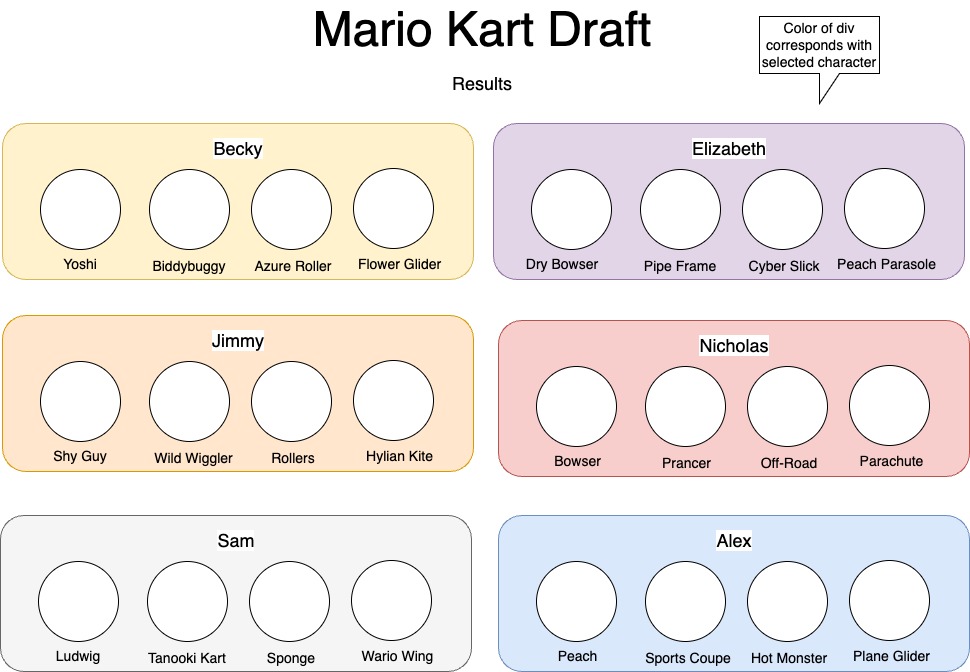 Mario Kart Draft
Color of div
corresponds with
selected character
Results
Becky
Yoshi
Biddybuggy
Azure Roller
Flower Glider
Elizabeth
Dry Bowser
Pipe Frame
Cyber Slick
Peach Parasole
Jimmy
Shy Guy
Wild Wiggler
Rollers
Hylian Kite
Nicholas
Bowser
Prancer
Off-Road
Parachute
Sam
Ludwig
Tanooki Kart
Sponge
Wario Wing
Alex
Peach
Sports Coupe
Hot Monster
Plane Glider